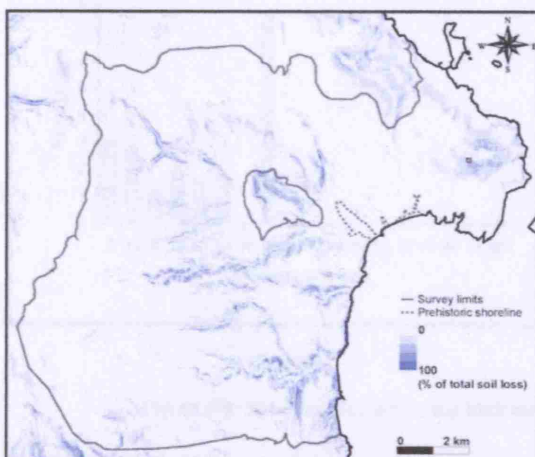 N
W E
S
Survey limits
Prehistoric shoreline
0
100
(% of total soil loss)
0 2 km